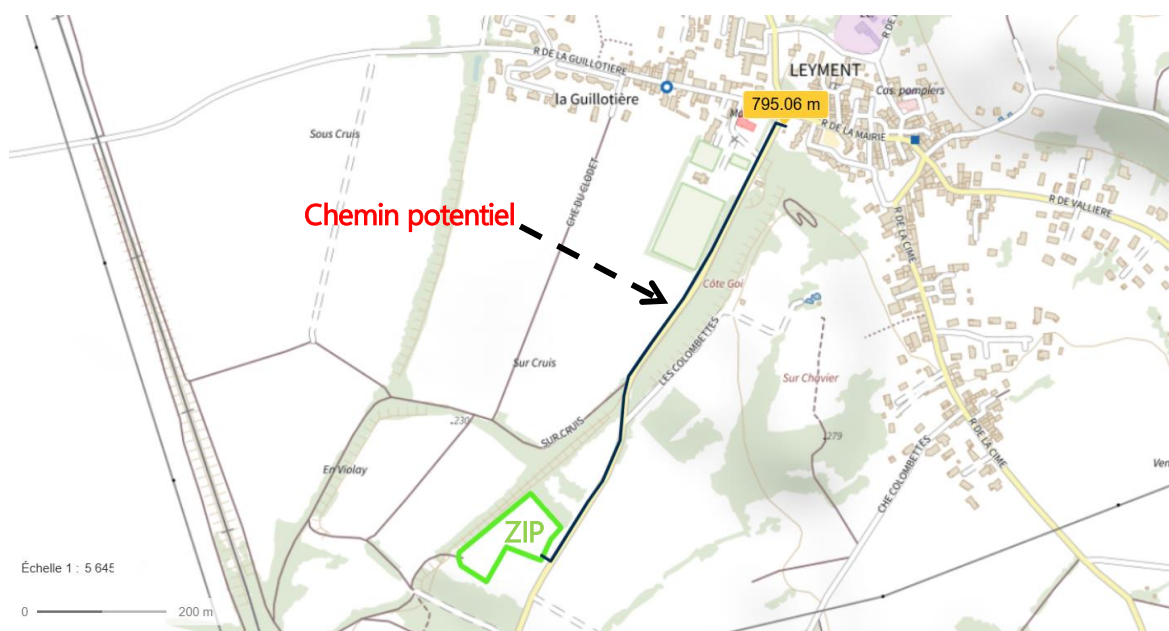 R DE LA GUILLOTIÈRE
LEYMENT
la Guillotière
795.06 m
Cas. pompiers
R DE LA MAIRIE
Sous Cruis
CHE DU CLODET
R DE VALLIERE
R DE LA CIME
Chemin potentiel
Côte Goi
LES COLOMBETTES
Sur Cruis
Sur Chavier
.230
SUR CRUIS
279
R DE LA CIME
CHE COLOMBETTES
En Violay
Ven
ZIP
Échelle 1 : 5 645
0 200 m